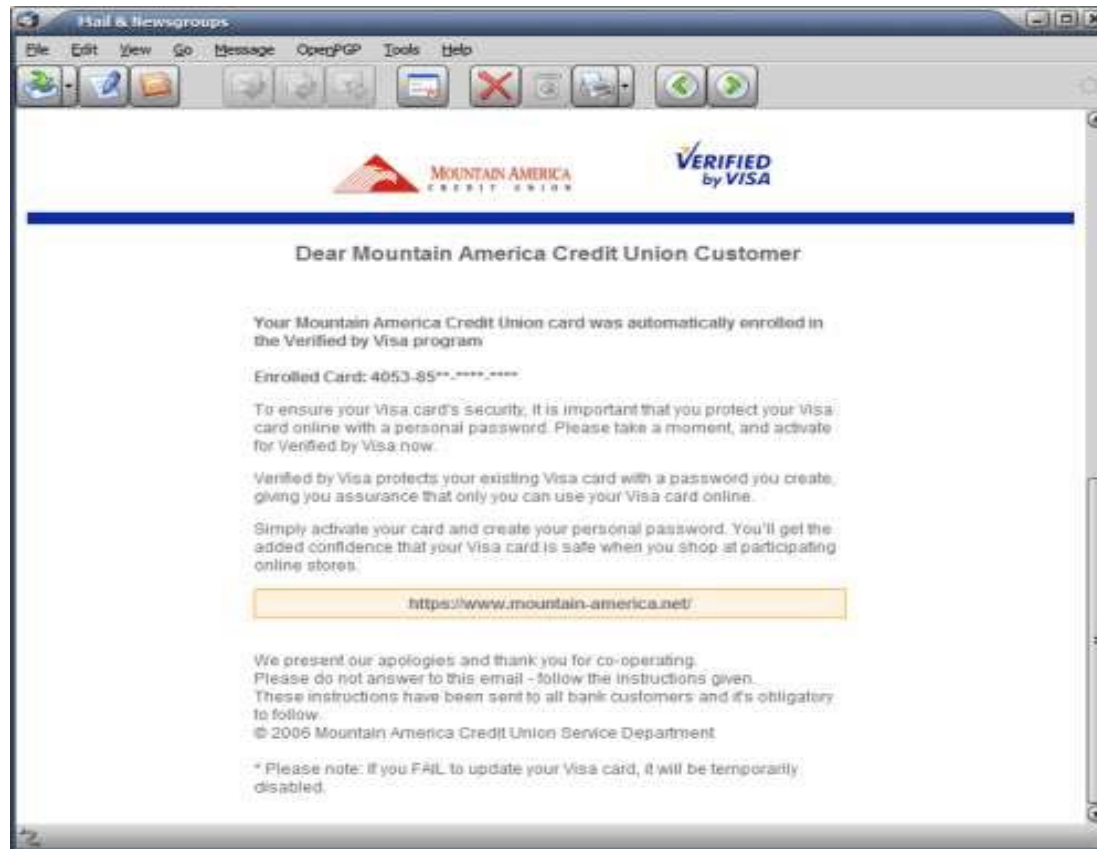 Mail & Newsgroups
File Edit View Go Message OpenPGP Tools Help
MOUNTAIN AMERICA
CREDIT UNION
VERIFIED
by VISA
Dear Mountain America Credit Union Customer
Your Mountain America Credit Union card was automatically enrolled in
the Verified by Visa program
Enrolled Card: 4053-85**-****-****
To ensure your Visa card's security, it is important that you protect your Visa
card online with a personal password. Please take a moment, and activate
for Verified by Visa now.
Verified by Visa protects your existing Visa card with a password you create,
giving you assurance that only you can use your Visa card online.
Simply activate your card and create your personal password. You'll get the
added confidence that your Visa card is safe when you shop at participating
online stores.
https://www.mountain-america.net/
We present our apologies and thank you for co-operating.
Please do not answer to this email - follow the instructions given.
These instructions have been sent to all bank customers and it's obligatory
to follow.
© 2006 Mountain America Credit Union Service Department
* Please note: If you FAIL to update your Visa card, it will be temporarily
disabled.